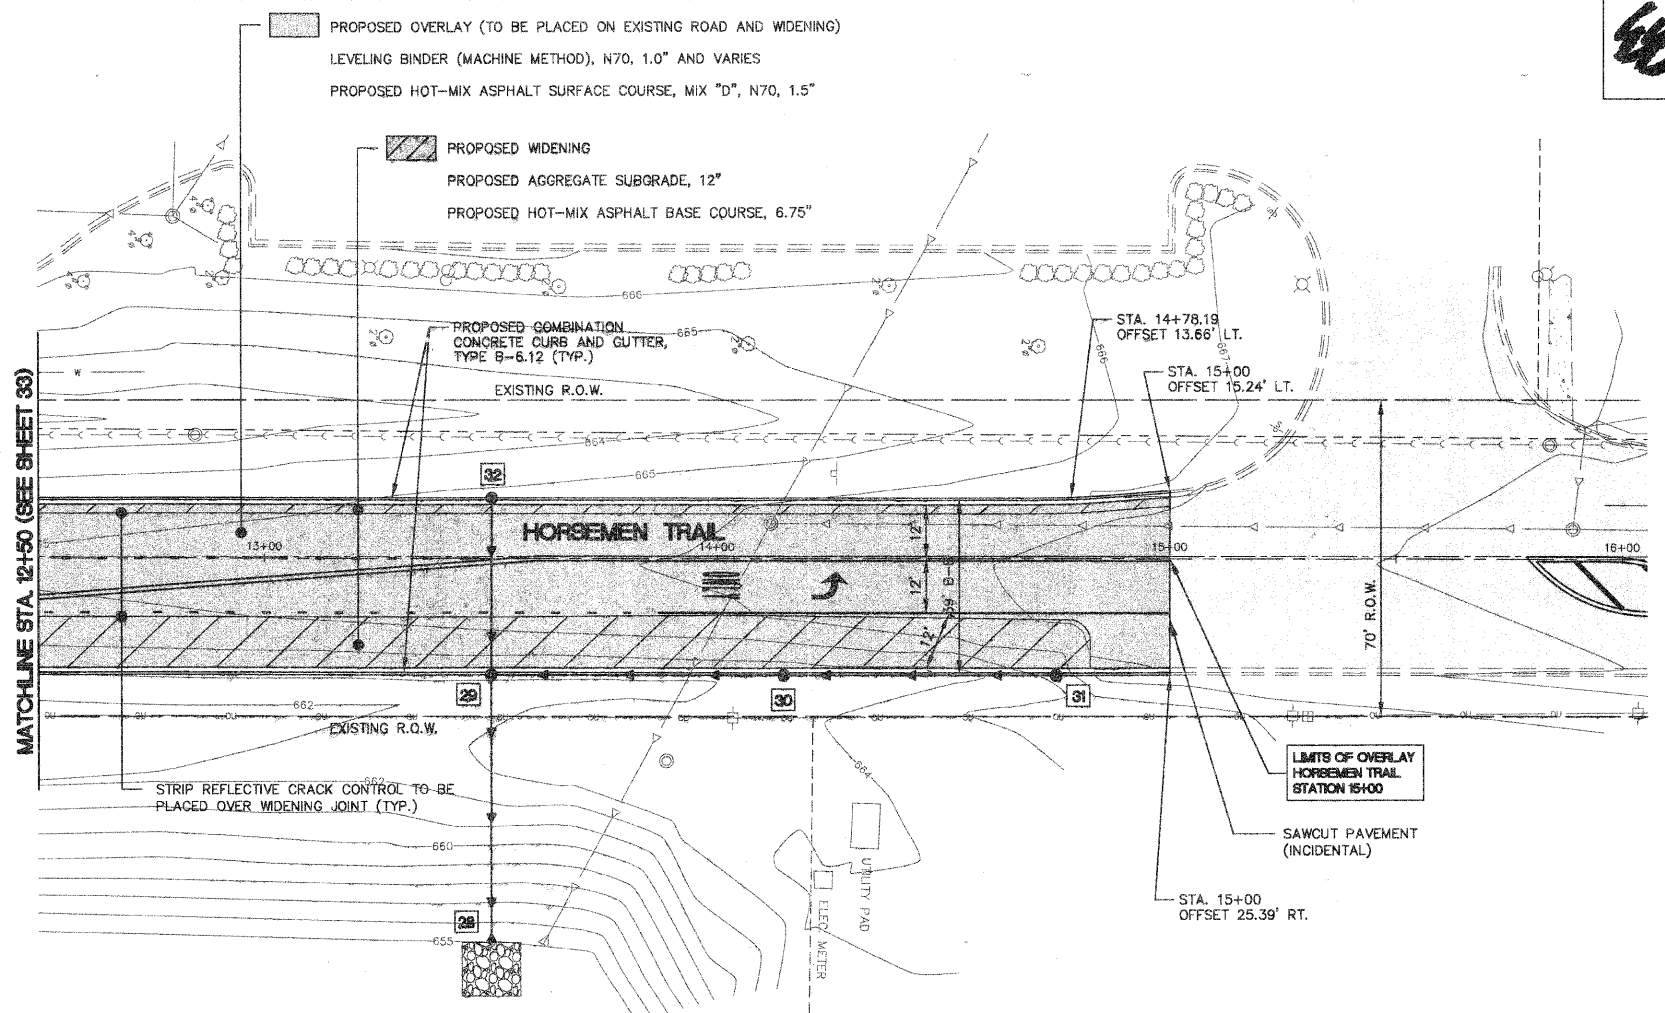 PROPOSED OVERLAY (TO BE PLACED ON EXISTING ROAD AND WIDENING)
LEVELING BINDER (MACHINE METHOD), N70, 1.0" AND VARIES
PROPOSED HOT-MIX ASPHALT SURFACE COURSE, MIX "D", N70, 1.5"
PROPOSED WIDENING
PROPOSED AGGREGATE SUBGRADE, 12"
PROPOSED HOT-MIX ASPHALT BASE COURSE, 6.75"
666
PROPOSED COMBINATION
CONCRETE CURB AND GUTTER,
TYPE B-6.12 (TYP.)
665
STA. 14+78.19
OFFSET 13.66' LT.
666
667
STA. 15+00
OFFSET 15.24' LT.
W
EXISTING R.O.W.
664
665
MATCHLINE STA. 12+50 (SEE SHEET 33)
32
HORSEMEN TRAIL
13+00
14+00
15+00
16+00
12'
12'
12'
70' R.O.W.
29
30
31
662
EXISTING R.O.W.
LIMITS OF OVERLAY
HORSEMEN TRAIL
STATION 15+00
662
STRIP REFLECTIVE CRACK CONTROL TO BE
PLACED OVER WIDENING JOINT (TYP.)
664
SAWCUT PAVEMENT
(INCIDENTAL)
660
UTILITY PAD
ELEC. METER
STA. 15+00
OFFSET 25.39' RT.
28
655